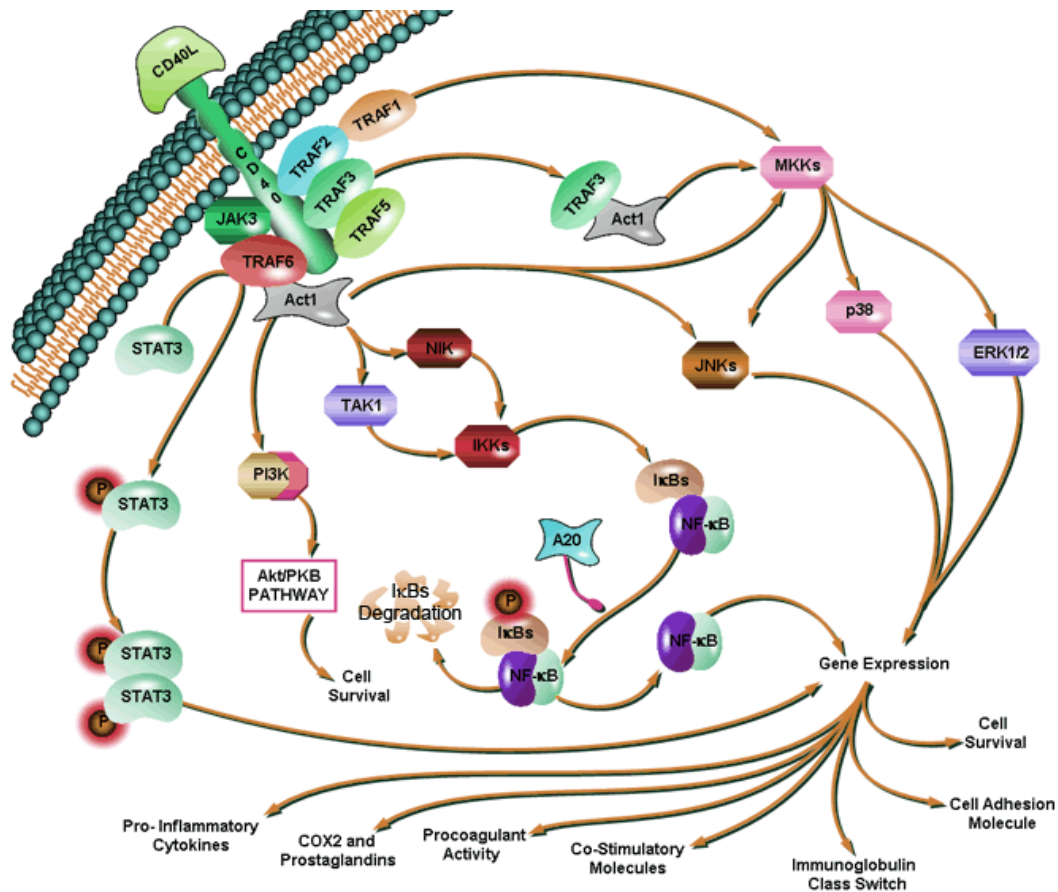 CD40L
CD40
TRAF1
TRAF2
TRAF3
TRAF5
JAK3
TRAF6
Act1
TRAF3
Act1
MKKs
STAT3
NIK
TAK1
IKKs
JNKs
p38
ERK1/2
P
STAT3
PI3K
IκBs
NF-κB
A20
Akt/PKB
PATHWAY
IκBs
Degradation
P
IκBs
NF-κB
NF-κB
P
STAT3
STAT3
P
Cell
Survival
Gene Expression
Cell
Survival
Cell Adhesion
Molecule
Pro- Inflammatory
Cytokines
COX2 and
Prostaglandins
Procoagulant
Activity
Co-Stimulatory
Molecules
Immunoglobulin
Class Switch